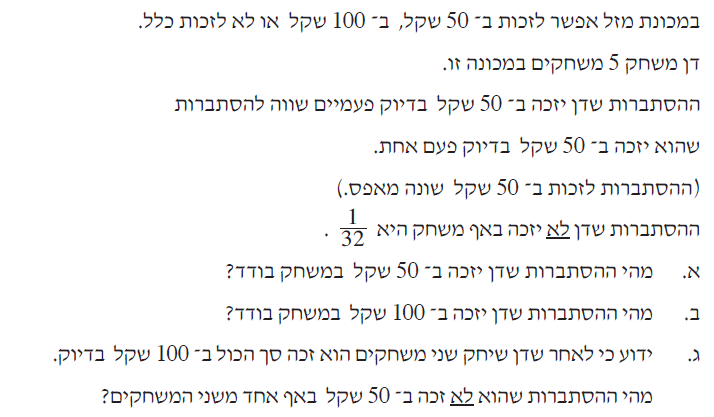 במכונת מזל אפשר לזכות ב־ 50 שקל, ב־ 100 שקל או לא לזכות כלל.
דן משחק 5 משחקים במכונה זו.
ההסתברות שדן יזכה ב־ 50 שקל בדיוק פעמיים שווה להסתברות
שהוא יזכה ב־ 50 שקל בדיוק פעם אחת.
(ההסתברות לזכות ב־ 50 שקל שונה מאפס.)
ההסתברות שדן לא יזכה באף משחק היא 1/32 .
א. מהי ההסתברות שדן יזכה ב־ 50 שקל במשחק בודד?
ב. מהי ההסתברות שדן יזכה ב־ 100 שקל במשחק בודד?
ג. ידוע כי לאחר שדן שיחק שני משחקים הוא זכה סך הכול ב־ 100 שקל בדיוק.
מהי ההסתברות שהוא לא זכה ב־ 50 שקל באף אחד משני המשחקים?